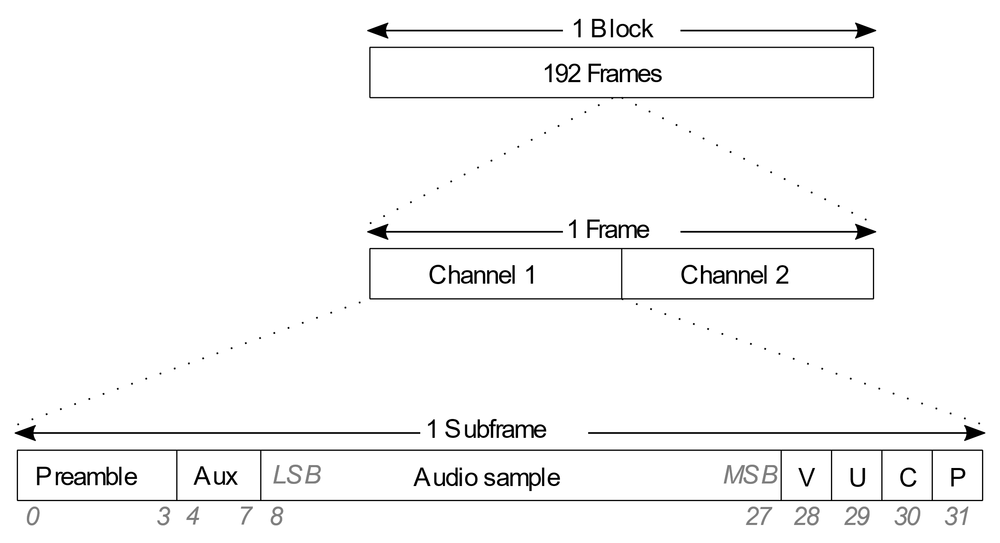 1 Block
192 Frames
1 Frame
Channel 1 Channel 2
1 Subframe
Preamble Aux LSB Audio sample MSB V U C P
0 3 4 7 8 27 28 29 30 31